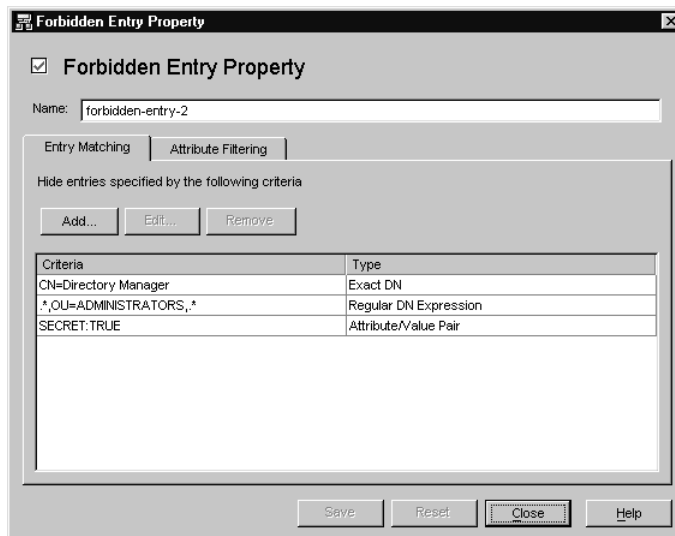 Forbidden Entry Property
Forbidden Entry Property
Name: forbidden-entry-2
Entry Matching Attribute Filtering
Hide entries specified by the following criteria
Add... Edit... Remove
Criteria Type
CN=Directory Manager Exact DN
.*,OU=ADMINISTRATORS,.* Regular DN Expression
SECRET:TRUE Attribute/Value Pair
Save Reset Close Help